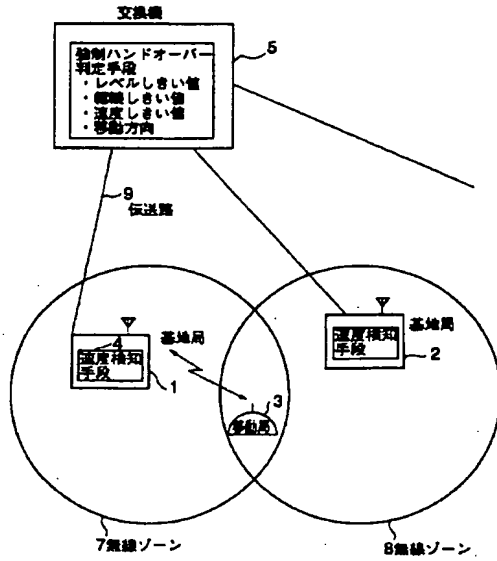 交換機
5
強制ハンドオーバー
判定手段
・レベルしきい値
・輻輳しきい値
・速度しきい値
・移動方向
9
伝送路
4
速度検知
手段
1
基地局
速度検知
手段
2
基地局
3
移動局
7無線ゾーン
8無線ゾーン